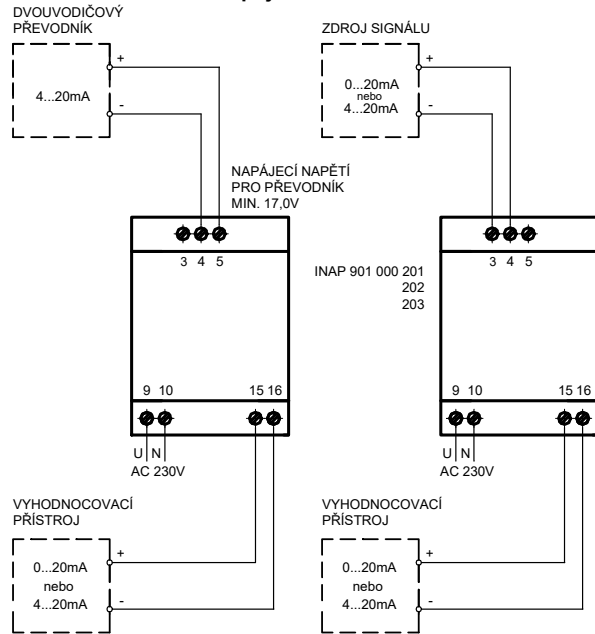 DVOUVODIČOVÝ
PŘEVODNÍK
+
4...20mA
-
NAPÁJECÍ NAPĚTÍ
PRO PŘEVODNÍK
MIN. 17,0V
3 4 5
9 10 15 16
U N
AC 230V
VYHODNOCOVACÍ
PŘÍSTROJ
+
0...20mA
nebo
4...20mA
-
ZDROJ SIGNÁLU
+
0...20mA
nebo
4...20mA
-
INAP 901 000 201
202
203
3 4 5
9 10 15 16
U N
AC 230V
VYHODNOCOVACÍ
PŘÍSTROJ
+
0...20mA
nebo
4...20mA
-